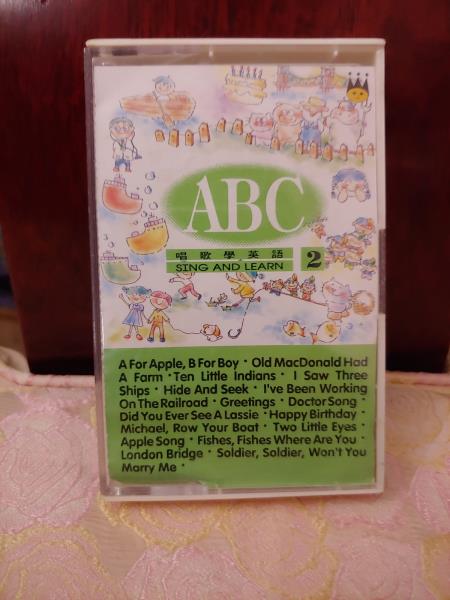 ABC
唱歌學英語
SING AND LEARN 2
A For Apple, B For Boy • Old MacDonald Had
A Farm • Ten Little Indians • I Saw Three
Ships • Hide And Seek • I've Been Working
On The Railroad • Greetings • Doctor Song •
Did You Ever See A Lassie • Happy Birthday •
Michael, Row Your Boat • Two Little Eyes •
Apple Song • Fishes, Fishes Where Are You •
London Bridge • Soldier, Soldier, Won't You
Marry Me •